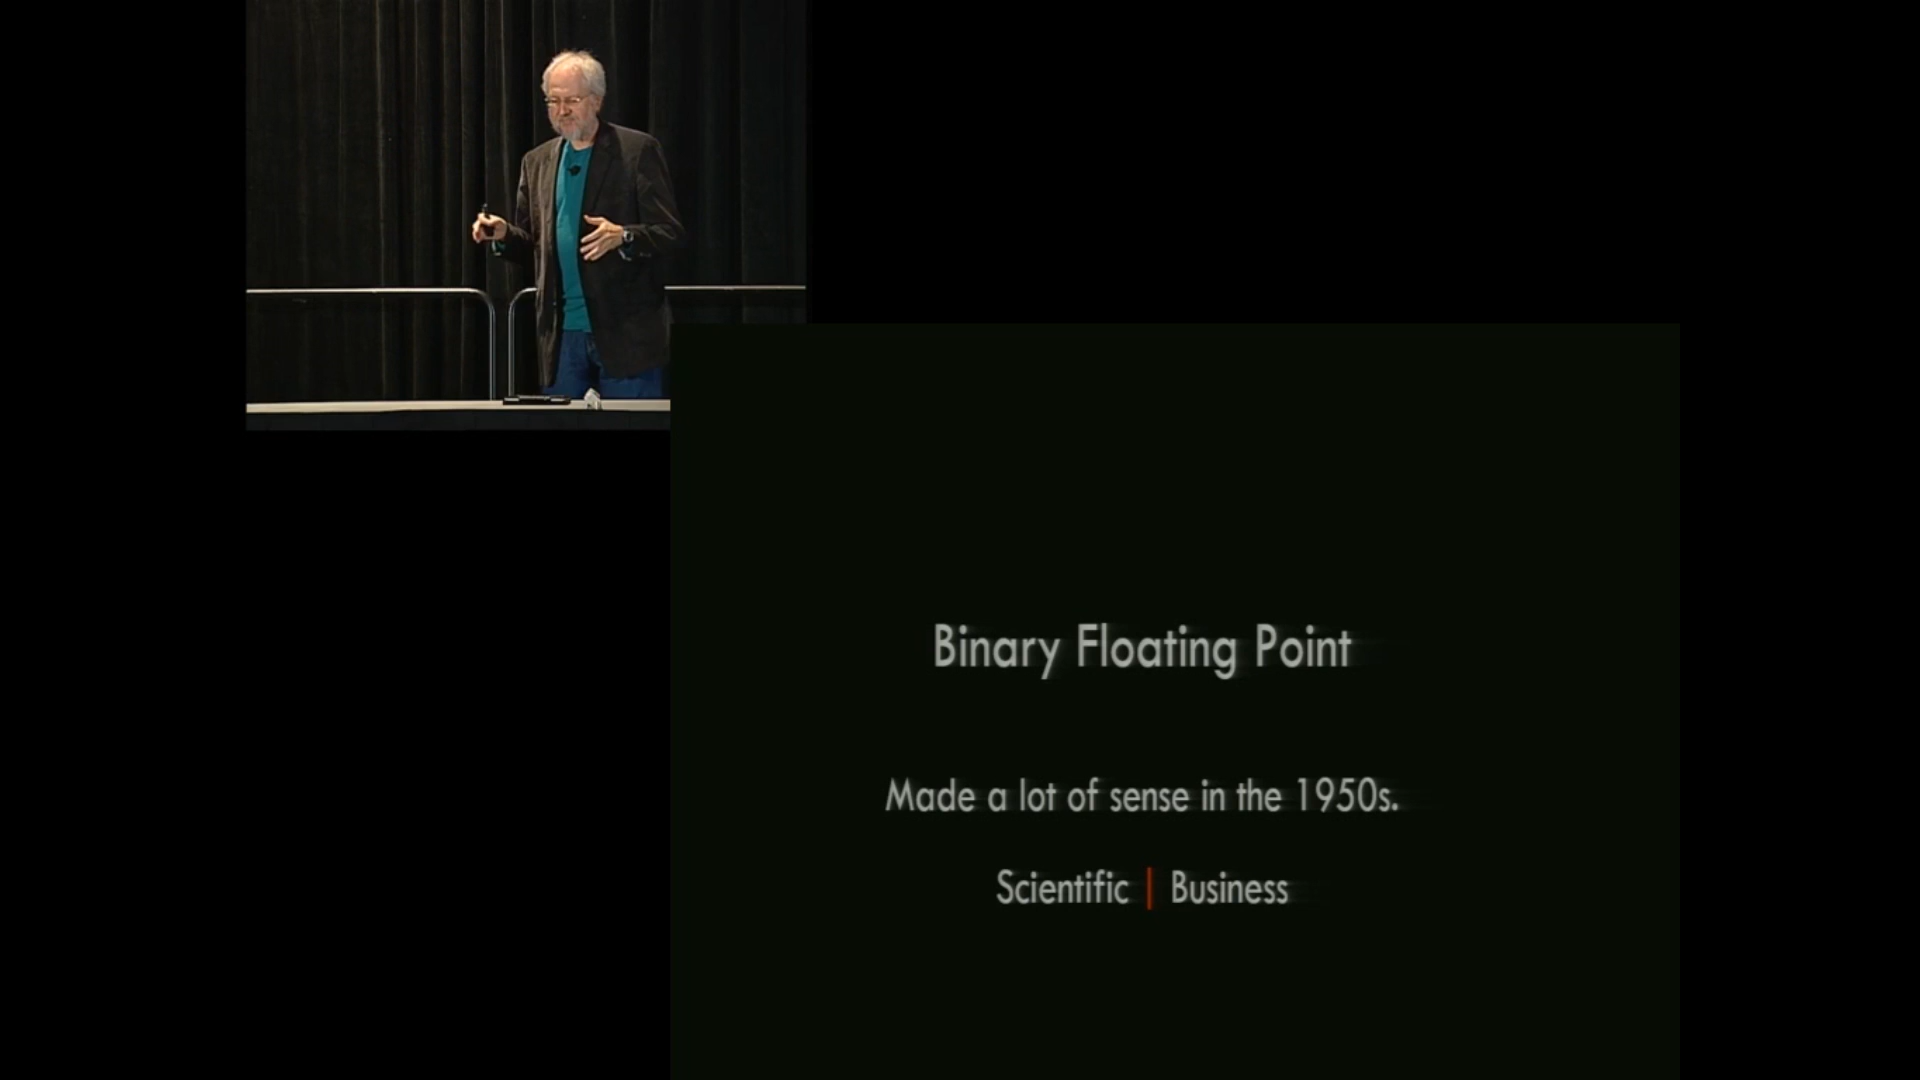 Binary Floating Point
Made a lot of sense in the 1950s.
Scientific | Business